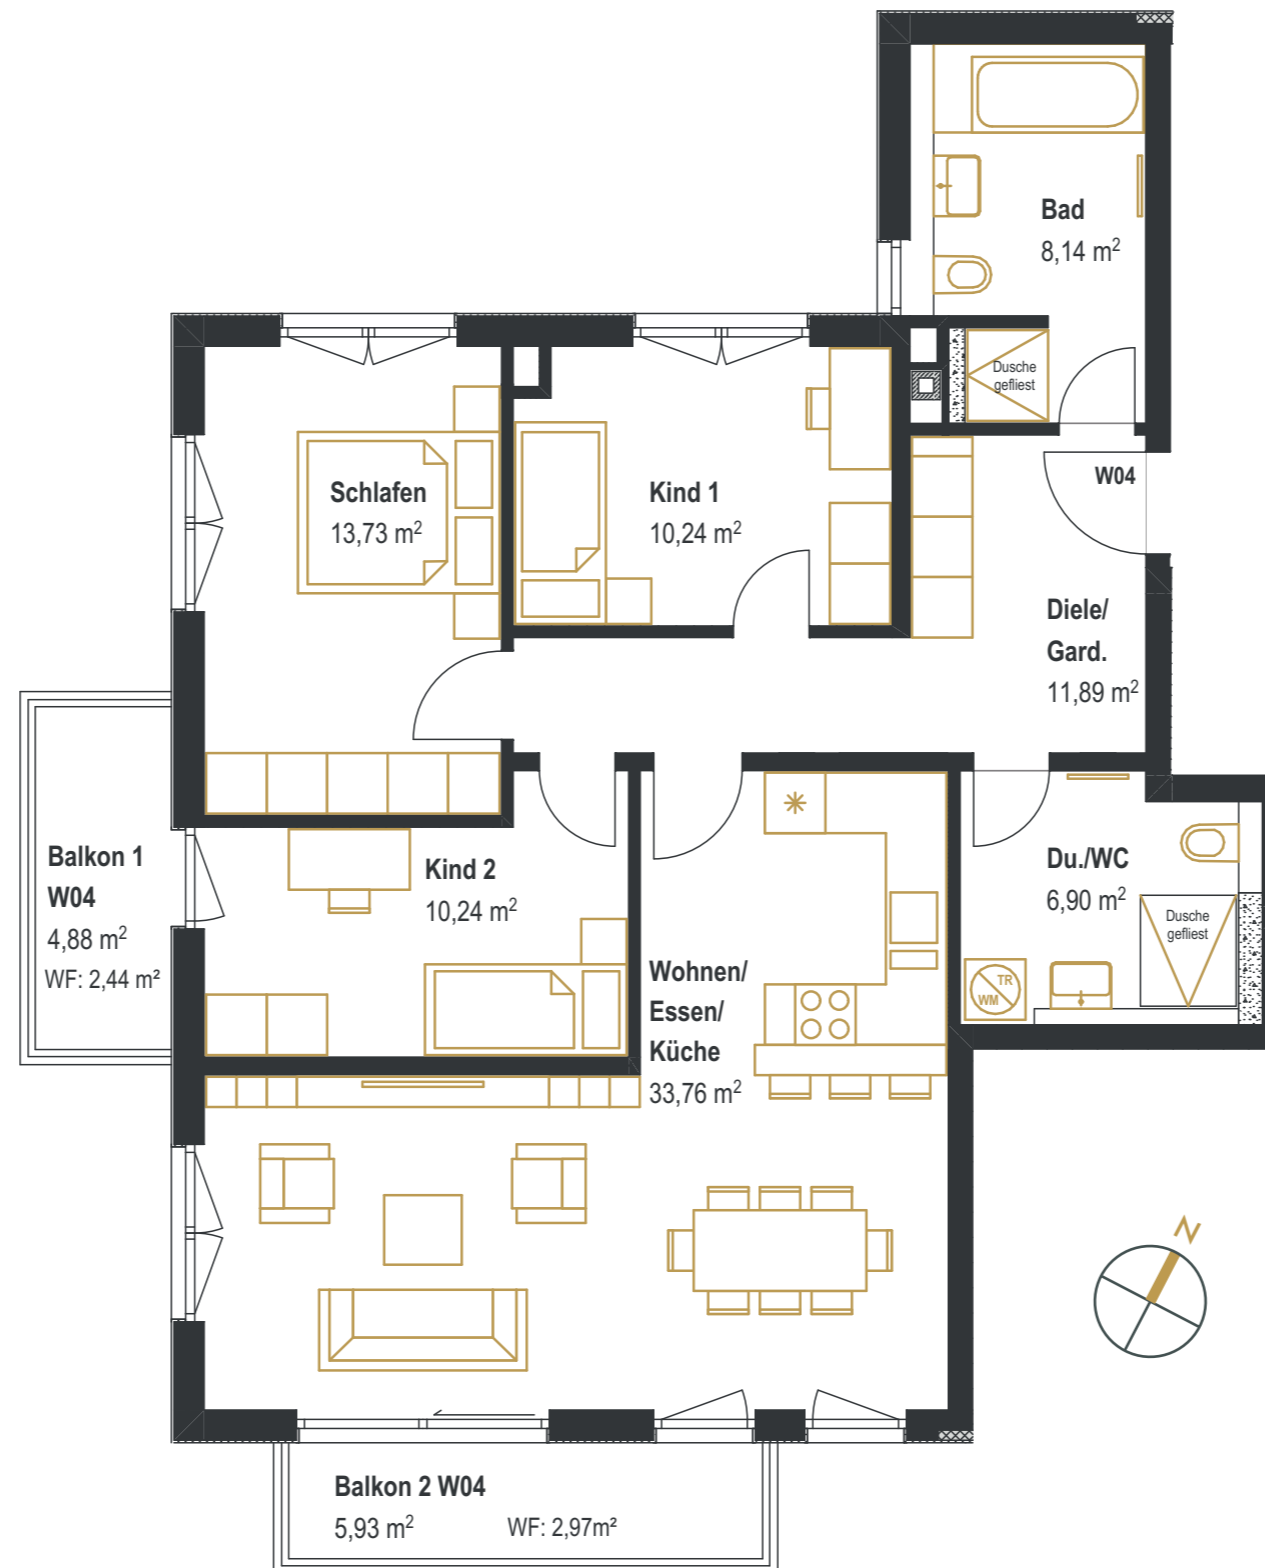 Bad
8,14 m²
Dusche
gefliest
W04
Schlafen
13,73 m²
Kind 1
10,24 m²
Diele/
Gard.
11,89 m²
Balkon 1
W04
4,88 m²
WF: 2,44 m²
Kind 2
10,24 m²
Du./WC
6,90 m²
Dusche
gefliest
TR
WM
Wohnen/
Essen/
Küche
33,76 m²
N
Balkon 2 W04
5,93 m²
WF: 2,97m²